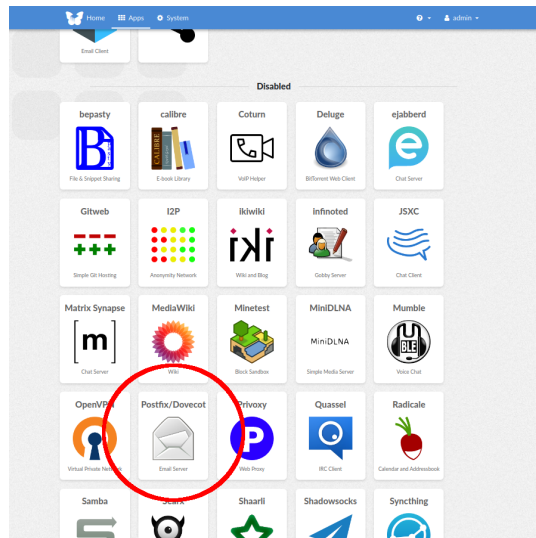 Home Apps System admin
Email Client
Disabled
bepasty calibre Coturn Deluge ejabberd
CALIBRE
File & Snippet Sharing E-book Library VoIP Helper BitTorrent Web Client Chat Server
Gitweb I2P ikiwiki infinoted JSXC
iki
Simple Git Hosting Anonymity Network Wiki and Blog Gobby Server Chat Client
Matrix Synapse MediaWiki Minetest MiniDLNA Mumble
[m] MiniDLNA BLE
Chat Server Wiki Block Sandbox Simple Media Server Voice Chat
OpenVPN Postfix/Dovecot Privoxy Quassel Radicale
P
Virtual Private Network Email Server Web Proxy IRC Client Calendar and Addressbook
Samba Searx Shaarli Shadowsocks Syncthing